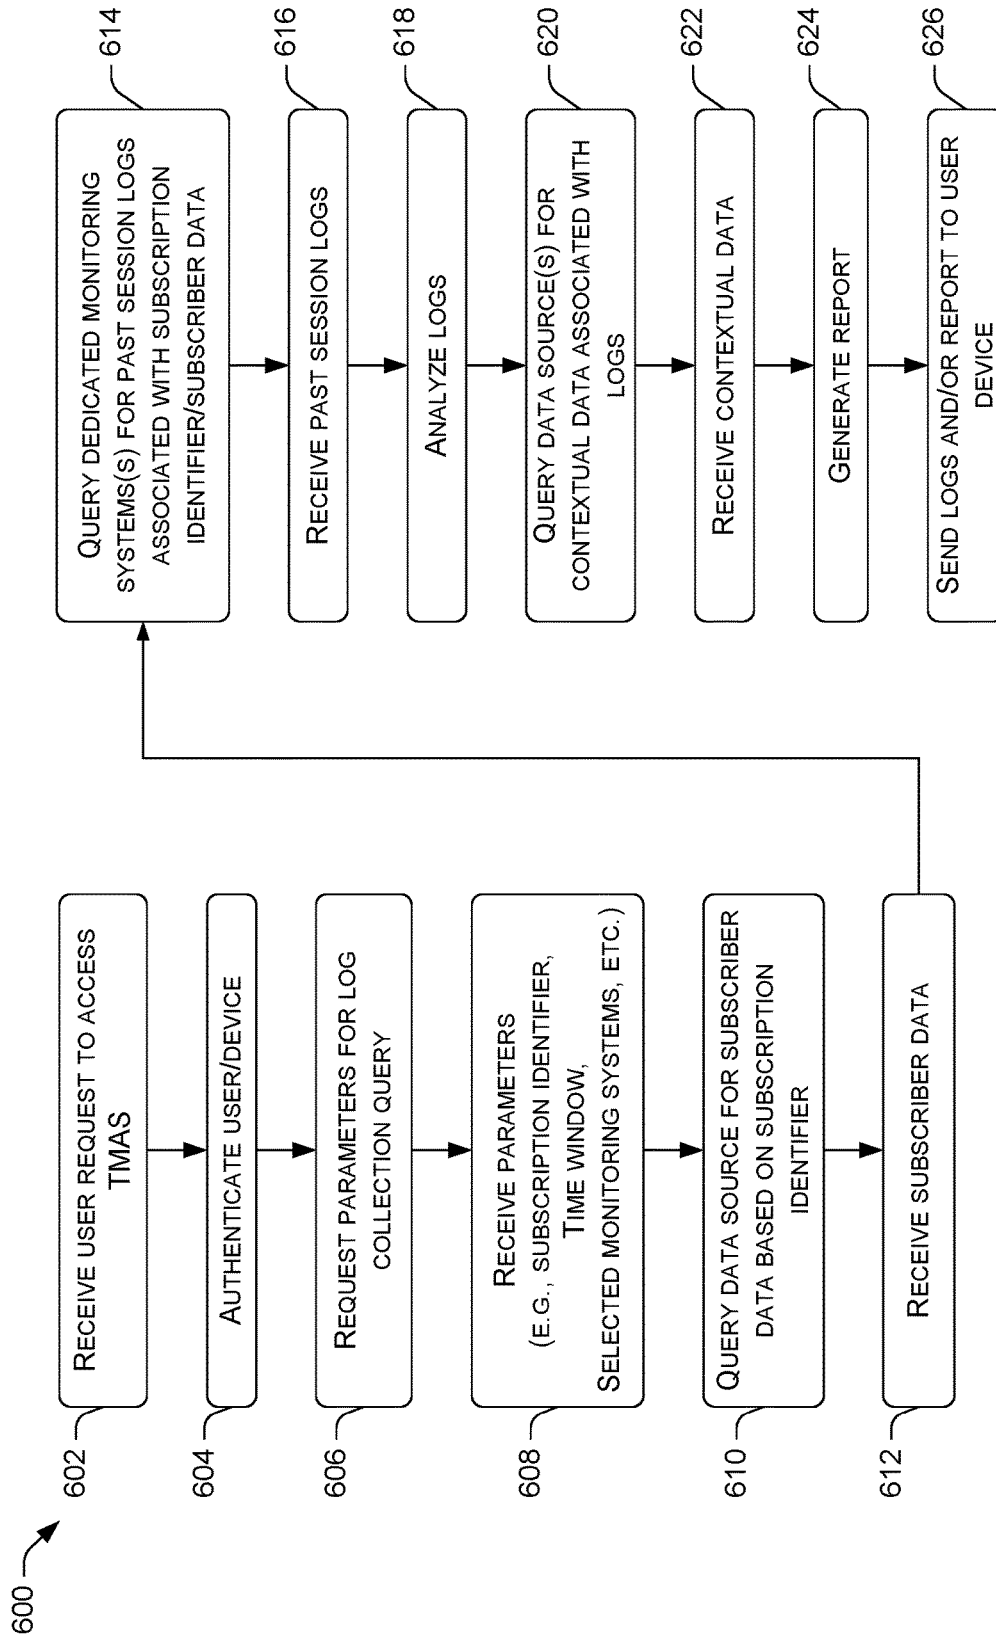 600
602
RECEIVE USER REQUEST TO ACCESS
TMAS
604
AUTHENTICATE USER/DEVICE
606
REQUEST PARAMETERS FOR LOG
COLLECTION QUERY
608
RECEIVE PARAMETERS
(E.G., SUBSCRIPTION IDENTIFIER,
TIME WINDOW,
SELECTED MONITORING SYSTEMS, ETC.)
610
QUERY DATA SOURCE FOR SUBSCRIBER
DATA BASED ON SUBSCRIPTION
IDENTIFIER
612
RECEIVE SUBSCRIBER DATA
614
QUERY DEDICATED MONITORING
SYSTEMS(S) FOR PAST SESSION LOGS
ASSOCIATED WITH SUBSCRIPTION
IDENTIFIER/SUBSCRIBER DATA
616
RECEIVE PAST SESSION LOGS
618
ANALYZE LOGS
620
QUERY DATA SOURCE(S) FOR
CONTEXTUAL DATA ASSOCIATED WITH
LOGS
622
RECEIVE CONTEXTUAL DATA
624
GENERATE REPORT
626
SEND LOGS AND/OR REPORT TO USER
DEVICE